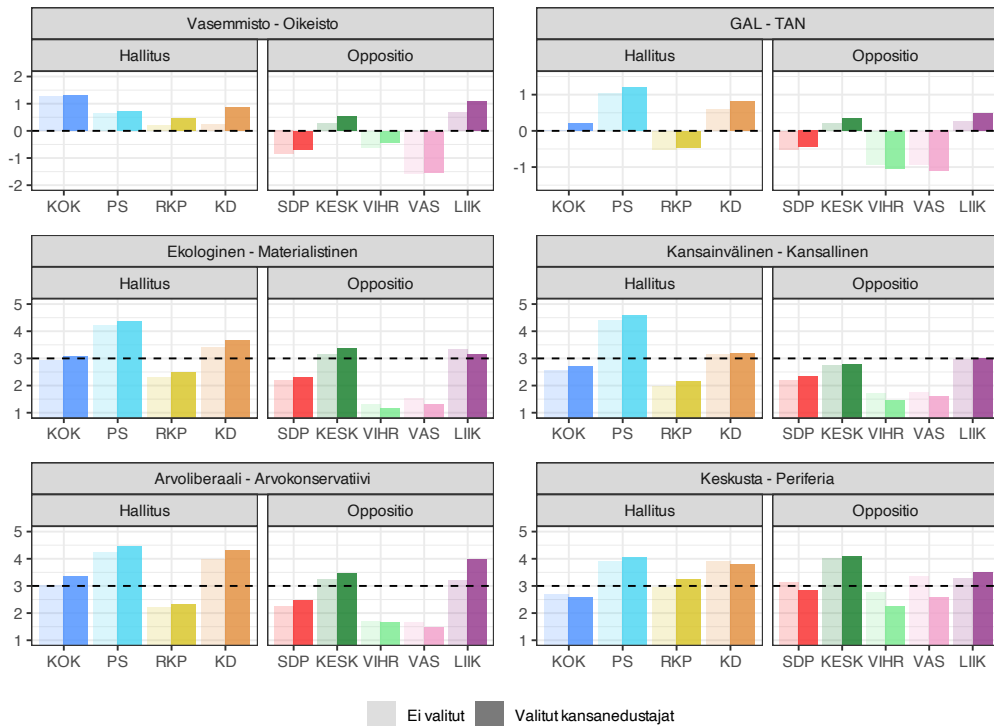 Vasemmisto - Oikeisto
GAL - TAN
Hallitus
Oppositio
Hallitus
Oppositio
2
1
0
-1
-2
1
0
-1
KOK PS RKP KD
SDP KESK VIHR VAS LIIK
KOK PS RKP KD
SDP KESK VIHR VAS LIIK
Ekologinen - Materialistinen
Kansainvälinen - Kansallinen
Hallitus
Oppositio
Hallitus
Oppositio
5
4
3
2
1
5
4
3
2
1
KOK PS RKP KD
SDP KESK VIHR VAS LIIK
KOK PS RKP KD
SDP KESK VIHR VAS LIIK
Arvoliberaali - Arvokonservatiivi
Keskusta - Periferia
Hallitus
Oppositio
Hallitus
Oppositio
5
4
3
2
1
5
4
3
2
1
KOK PS RKP KD
SDP KESK VIHR VAS LIIK
KOK PS RKP KD
SDP KESK VIHR VAS LIIK
Ei valitut
Valitut kansanedustajat